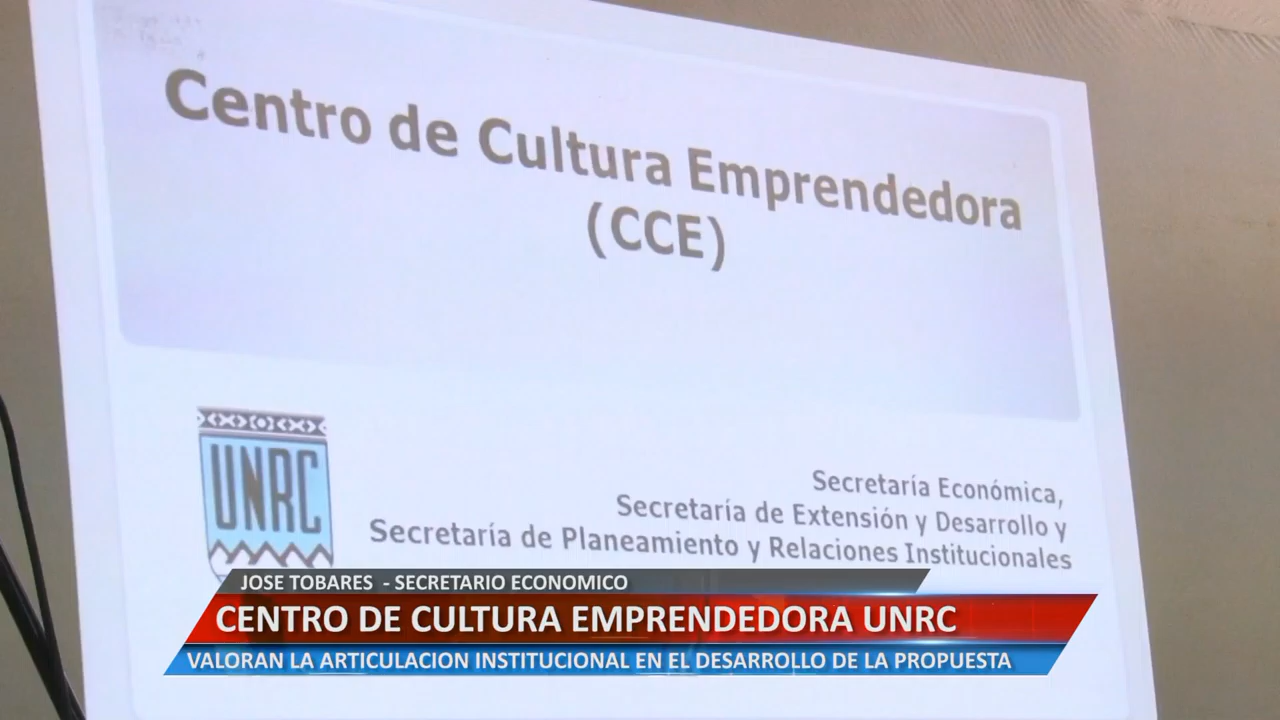 Centro de Cultura Emprendedora
(CCE)
UNRC
Secretaría Económica,
Secretaría de Extensión y Desarrollo y
Secretaría de Planeamiento y Relaciones Institucionales
JOSE TOBARES - SECRETARIO ECONOMICO
CENTRO DE CULTURA EMPRENDEDORA UNRC
VALORAN LA ARTICULACION INSTITUCIONAL EN EL DESARROLLO DE LA PROPUESTA